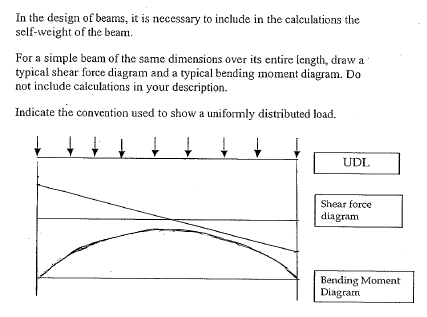 In the design of beams, it is necessary to include in the calculations the
self-weight of the beam.
For a simple beam of the same dimensions over its entire length, draw a
typical shear force diagram and a typical bending moment diagram. Do
not include calculations in your description.
Indicate the convention used to show a uniformly distributed load.
UDL
Shear force
diagram
Bending Moment
Diagram